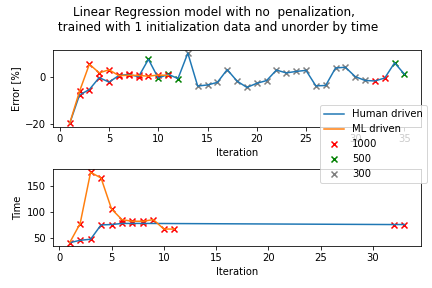 Linear Regression model with no  penalization,
trained with 1 initialization data and unorder by time
Error [%]
0
−20
0 5 10 15 20 25 30 35
Iteration
Human driven
ML driven
1000
500
300
Time
150
100
50
0 5 10 15 20 25 30
Iteration